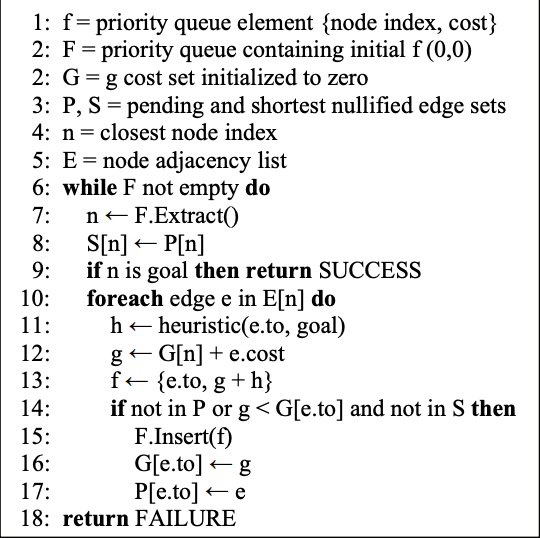 1: f = priority queue element {node index, cost}
2: F = priority queue containing initial f (0,0)
2: G = g cost set initialized to zero
3: P, S = pending and shortest nullified edge sets
4: n = closest node index
5: E = node adjacency list
6: while F not empty do
7: n ← F.Extract()
8: S[n] ← P[n]
9: if n is goal then return SUCCESS
10: foreach edge e in E[n] do
11: h ← heuristic(e.to, goal)
12: g ← G[n] + e.cost
13: f ← {e.to, g + h}
14: if not in P or g < G[e.to] and not in S then
15: F.Insert(f)
16: G[e.to] ← g
17: P[e.to] ← e
18: return FAILURE